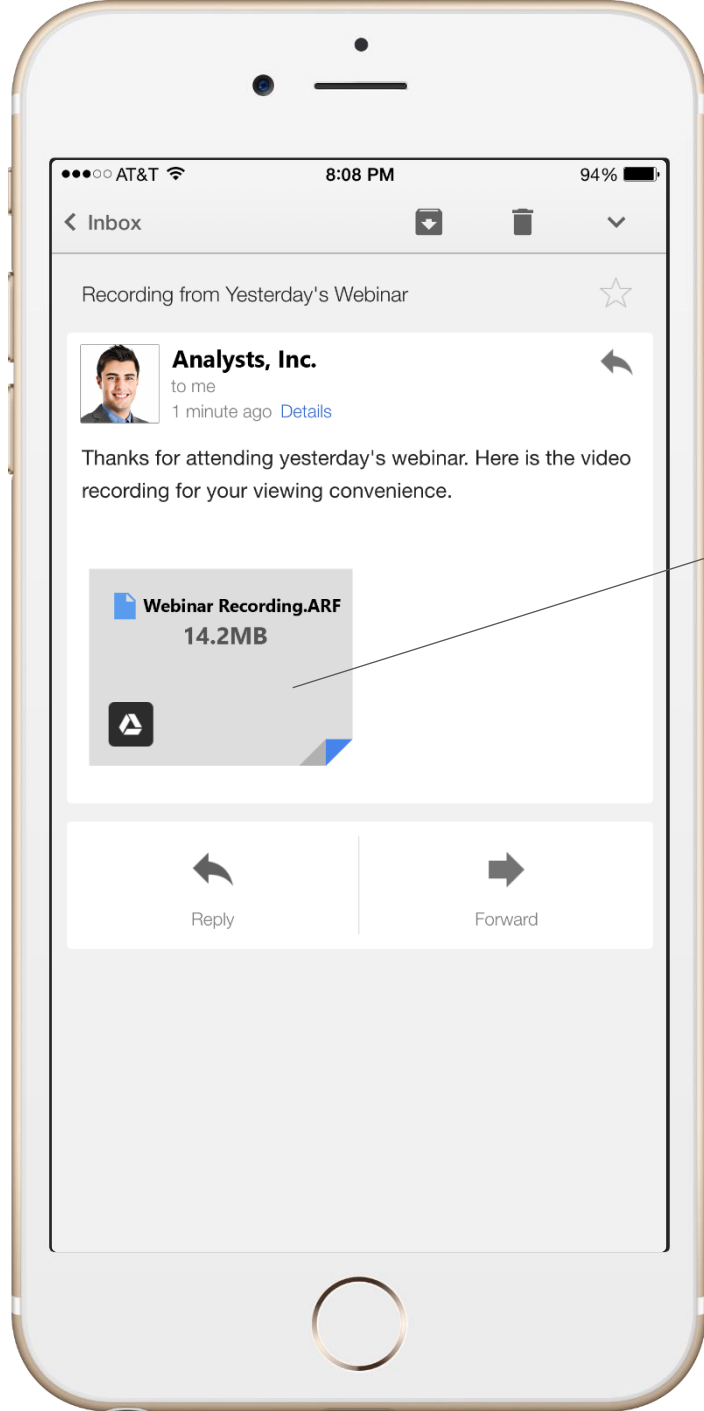 AT&T 8:08 PM 94%
Inbox
Recording from Yesterday's Webinar
Analysts, Inc.
to me
1 minute ago Details
Thanks for attending yesterday's webinar. Here is the video
recording for your viewing convenience.
Webinar Recording.ARF
14.2MB
Reply Forward